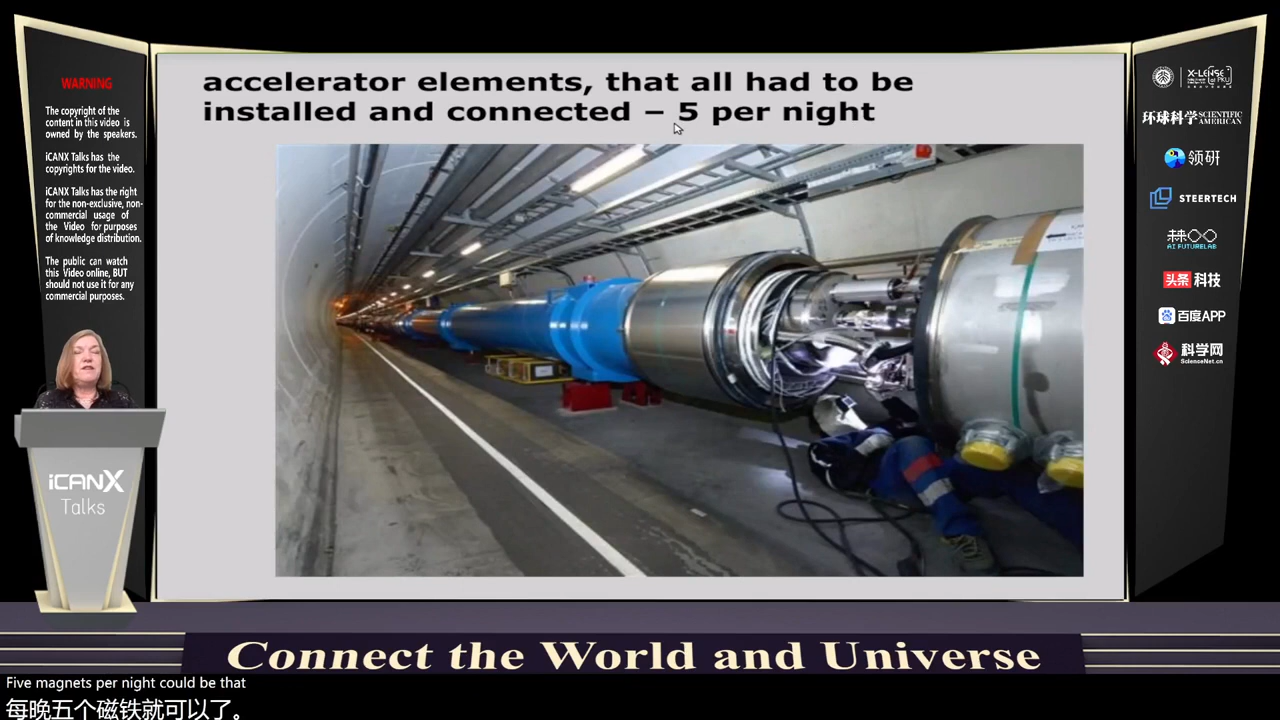 WARNING
The copyright of the
content in this video is
owned by the speakers.
iCANX Talks has the
copyrights for the video.
iCANX Talks has the right
for the non-exclusive, non-
commercial usage of
the Video for purposes
of knowledge distribution.
The public can watch
this Video online, BUT
should not use it for any
commercial purposes.
iCANX
Talks
accelerator elements, that all had to be
installed and connected – 5 per night
X-LENSE
环球科学 SCIENTIFIC AMERICAN
领研
STEERTECH
AI FUTURELAB
头条 科技
百度APP
科学网
ScienceNet.cn
Connect the World and Universe
Five magnets per night could be that
每晚五个磁铁就可以了。